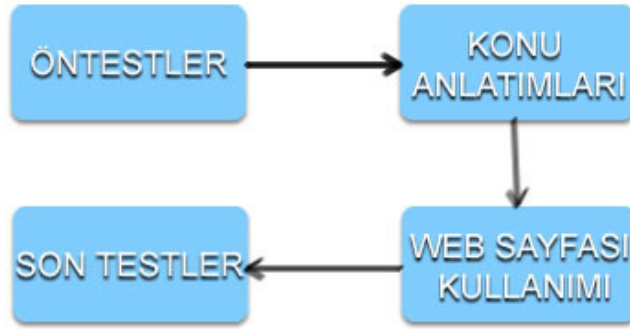 ÖNTESTLER
KONU
ANLATIMLARI
WEB SAYFASI
KULLANIMI
SON TESTLER